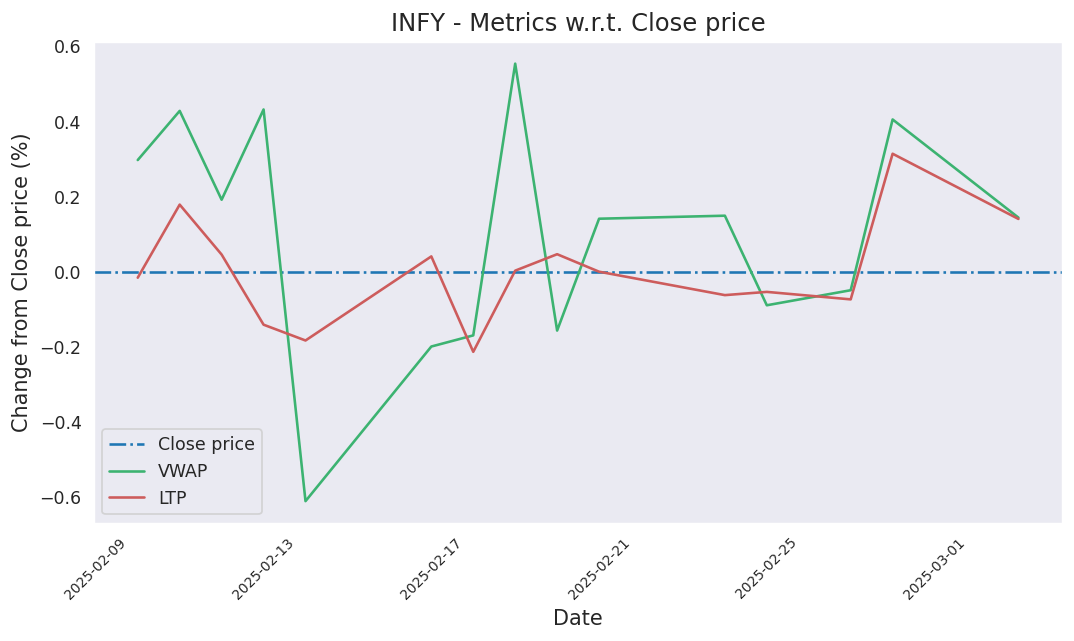 INFY - Metrics w.r.t. Close price
Change from Close price (%)
0.6
0.4
0.2
0.0
−0.2
−0.4
−0.6
Close price
VWAP
LTP
2025-02-09
2025-02-13
2025-02-17
2025-02-21
2025-02-25
2025-03-01
Date